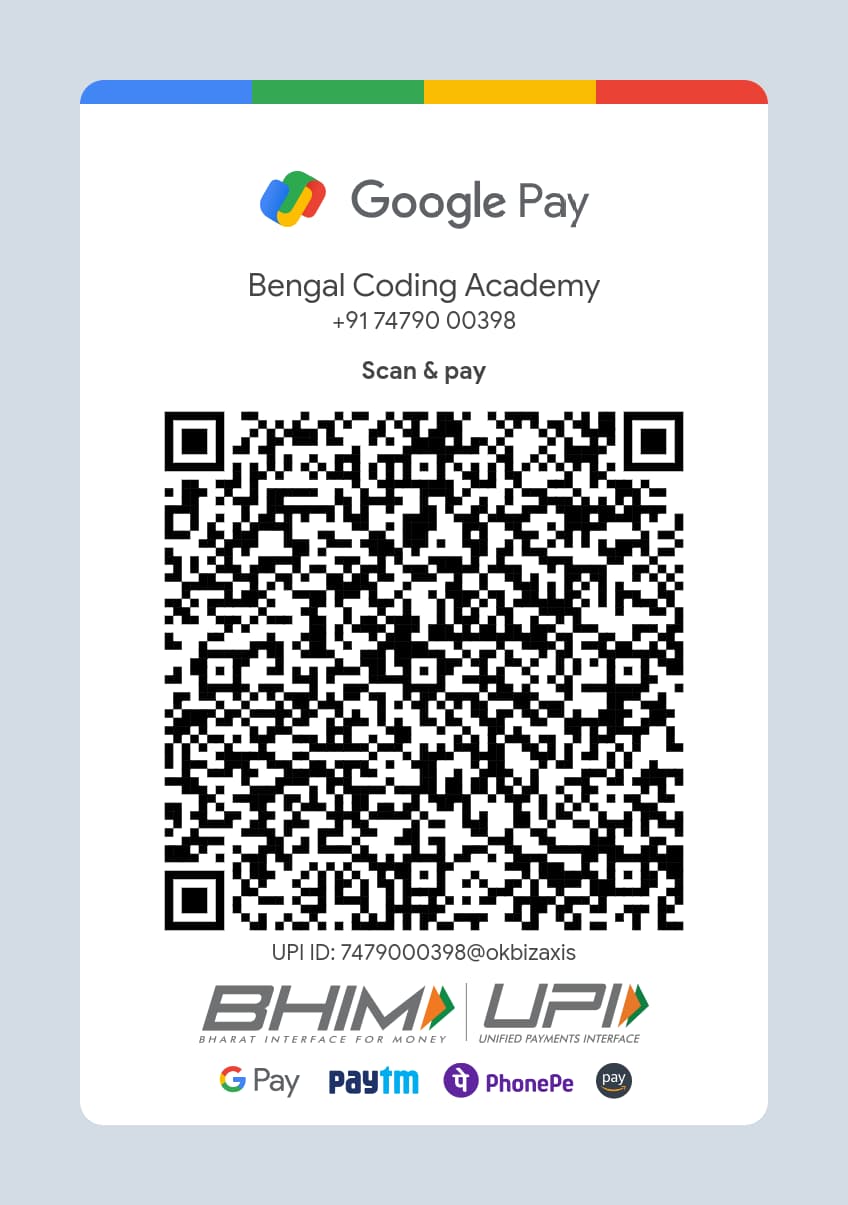 Google Pay
Bengal Coding Academy
+91 74790 00398
Scan & pay
UPI ID: 7479000398@okbizaxis
BHIM UPI
BHARAT INTERFACE FOR MONEY UNIFIED PAYMENTS INTERFACE
G Pay paytm पे PhonePe pay